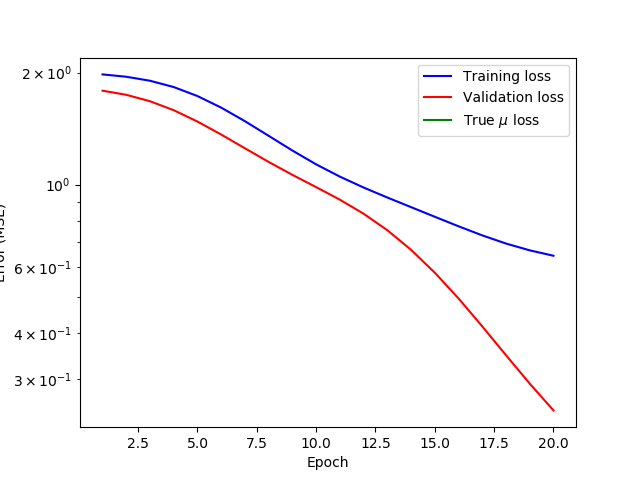 Training loss
Validation loss
True μ loss
2 × 10⁰
10⁰
6 × 10⁻¹
4 × 10⁻¹
3 × 10⁻¹
2.5 5.0 7.5 10.0 12.5 15.0 17.5 20.0
Epoch